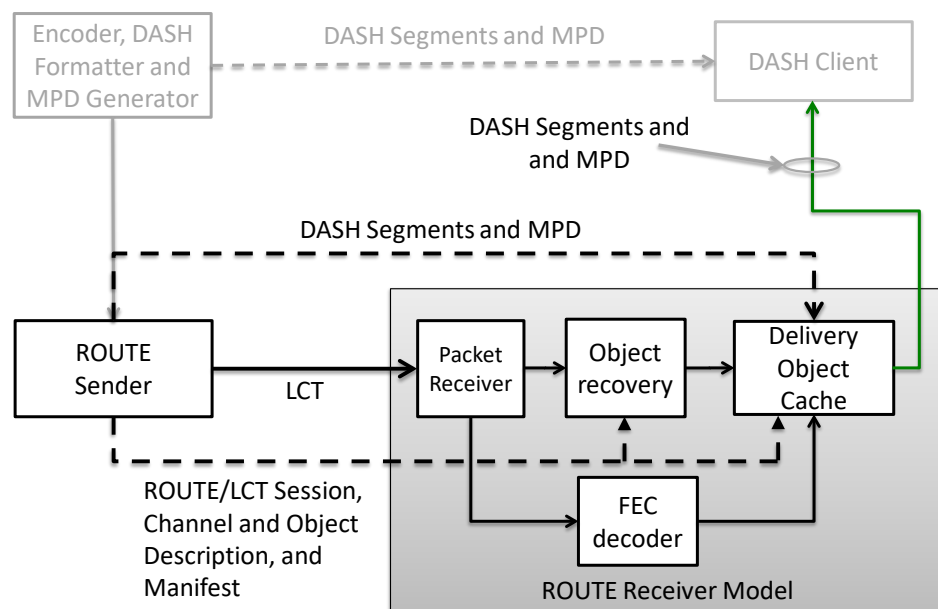 Encoder, DASH
Formatter and
MPD Generator
DASH Segments and MPD
DASH Client
DASH Segments and
and MPD
DASH Segments and MPD
ROUTE
Sender
LCT
Packet
Receiver
Object
recovery
Delivery
Object
Cache
ROUTE/LCT Session,
Channel and Object
Description, and
Manifest
FEC
decoder
ROUTE Receiver Model